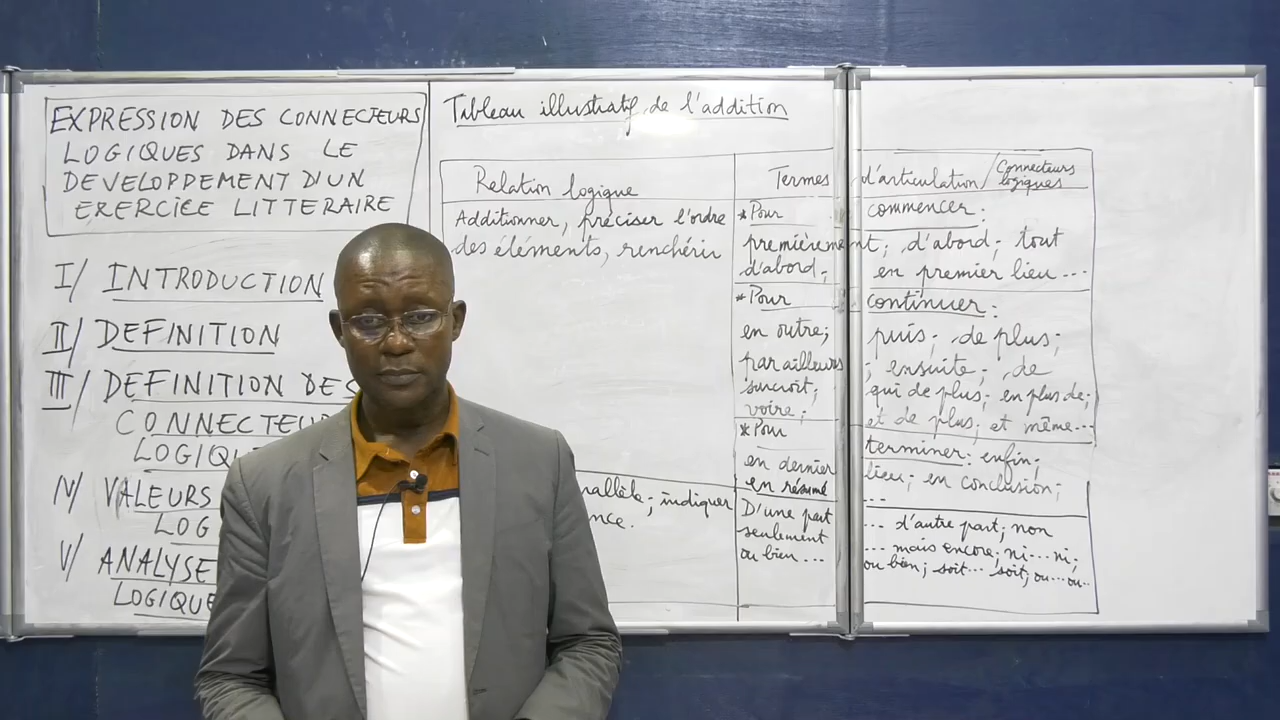 EXPRESSION DES CONNECTEURS
LOGIQUES DANS LE
DEVELOPPEMENT D'UN
EXERCICE LITTERAIRE
I/ INTRODUCTION
II/ DEFINITION
III/ DEFINITION DES
CONNECTEU
LOGIQU
IV/ VALEURS
LOG
V/ ANALYSE
LOGIQUE
Tableau illustratif de l'addition
Relation logique
Additionner, préciser l'ordre
des éléments, renchérir
rallèle; indiquer
nce.
Termes d'articulation / Connecteurs
logiques
* Pour commencer:
premièrement; d'abord; tout
d'abord; en premier lieu ...
* Pour continuer:
en outre; puis; de plus;
par ailleurs; ensuite; de
surcroît; qui de plus; en plus de;
voire; et de plus; et même...
* Pour terminer: enfin;
en dernier lieu; en conclusion;
en résumé ...
D'une part ... d'autre part; non
seulement ... mais encore; ni... ni;
ou bien ... ou bien; soit... soit; ou... ou..